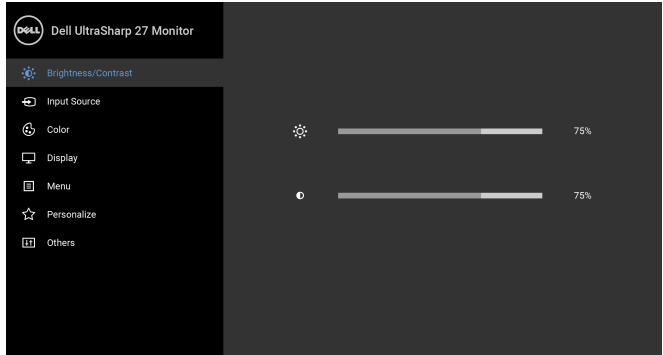 DELL
Dell UltraSharp 27 Monitor
Brightness/Contrast
Input Source
Color
Display
Menu
Personalize
Others
75%
75%